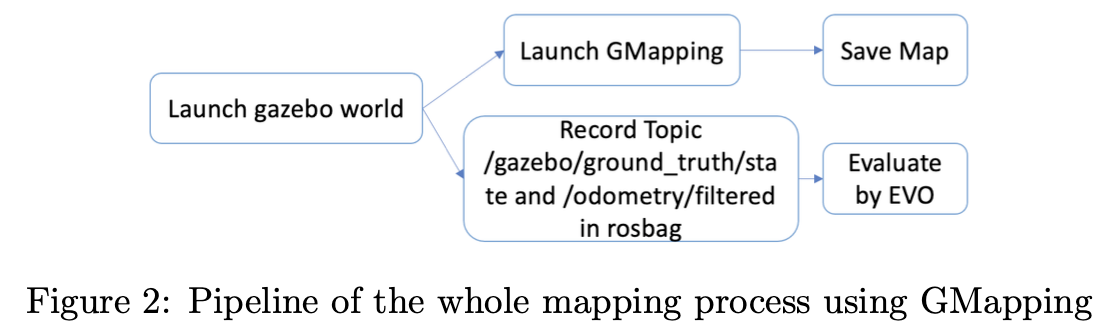 Launch gazebo world
Launch GMapping
Save Map
Record Topic
/gazebo/ground_truth/sta
te and /odometry/filtered
in rosbag
Evaluate
by EVO
Figure 2: Pipeline of the whole mapping process using GMapping